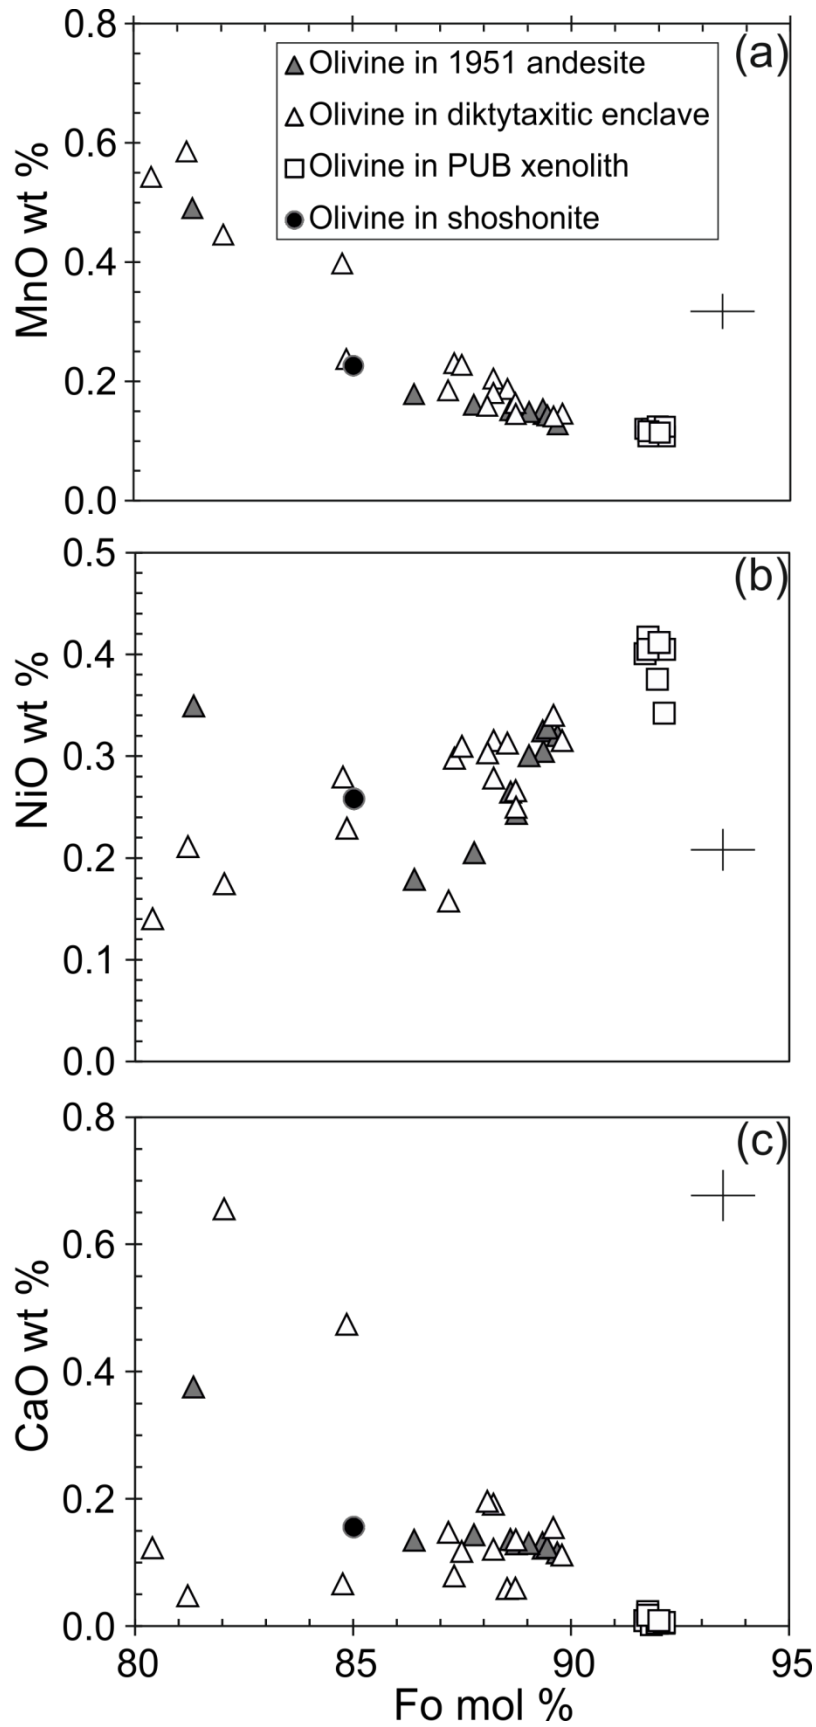 0.8
(a)
Olivine in 1951 andesite
Olivine in diktytaxitic enclave
Olivine in PUB xenolith
Olivine in shoshonite
0.6
0.4
0.2
0.0
MnO wt %
0.5
(b)
0.4
0.3
0.2
0.1
0.0
NiO wt %
0.8
(c)
0.6
0.4
0.2
0.0
CaO wt %
80 85 90 95
Fo mol %